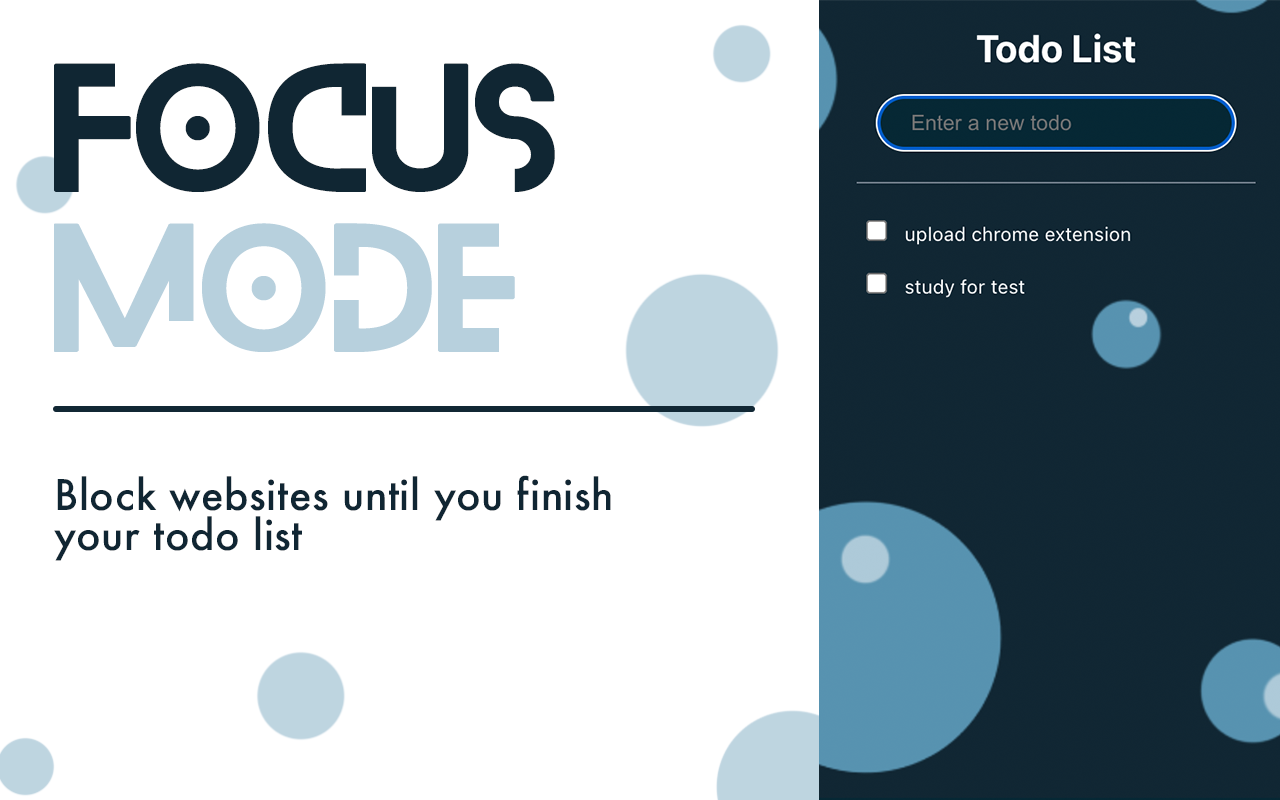 FOCUS
MODE
Block websites until you finish
your todo list
Todo List
Enter a new todo
upload chrome extension
study for test